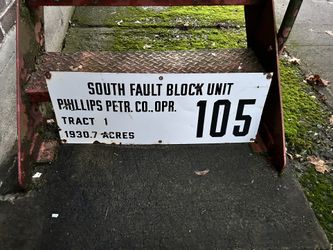 SOUTH FAULT BLOCK UNIT
PHILLIPS PETR. CO., OPR.
TRACT 1
1930.7 ACRES
105